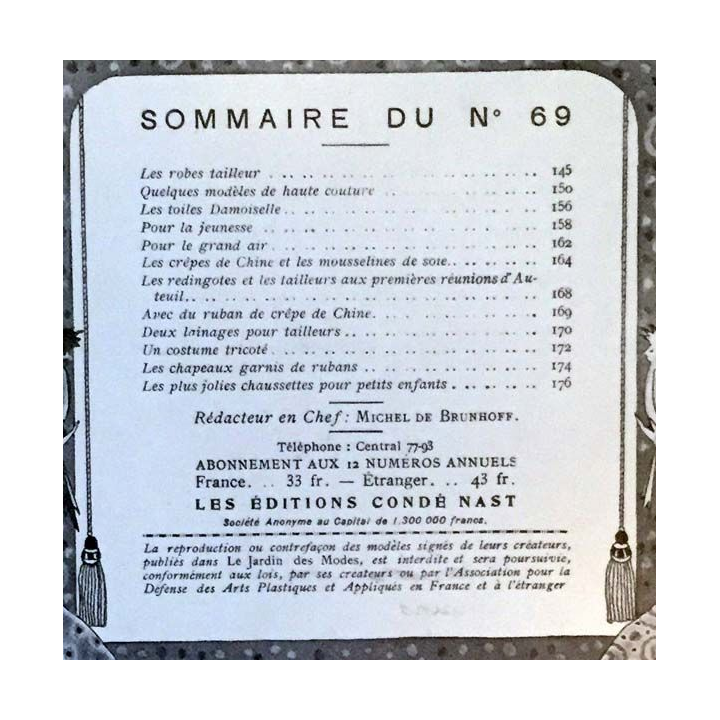 SOMMAIRE DU N° 69
Les robes tailleur . . . . . . . . . . . . . . . . 145
Quelques modèles de haute couture . . . . . . . . . . 150
Les toiles Damoiselle . . . . . . . . . . . . . . . . 156
Pour la jeunesse . . . . . . . . . . . . . . . . 158
Pour le grand air . . . . . . . . . . . . . . . . 162
Les crêpes de Chine et les mousselines de soie . . . . . . 164
Les redingotes et les tailleurs aux premières réunions d'Au-
teuil . . . . . . . . . . . . . . . . . . . . 168
Avec du ruban de crêpe de Chine . . . . . . . . . . 169
Deux lainages pour tailleurs . . . . . . . . . . . . 170
Un costume tricoté . . . . . . . . . . . . . . . . 172
Les chapeaux garnis de rubans . . . . . . . . . . . . 174
Les plus jolies chaussettes pour petits enfants . . . . . . 176
Rédacteur en Chef : MICHEL DE BRUNHOFF.
Téléphone : Central 77-98
ABONNEMENT AUX 12 NUMÉROS ANNUELS
France. . . 33 fr. — Étranger. . . 43 fr.
LES ÉDITIONS CONDÉ NAST
Société Anonyme au Capital de 1.300 000 francs.
La reproduction ou contrefaçon des modèles signés de leurs créateurs,
publiés dans Le Jardin des Modes, est interdite et sera poursuivie,
conformément aux lois, par ses créateurs ou par l'Association pour la
Défense des Arts Plastiques et Appliqués en France et à l'étranger